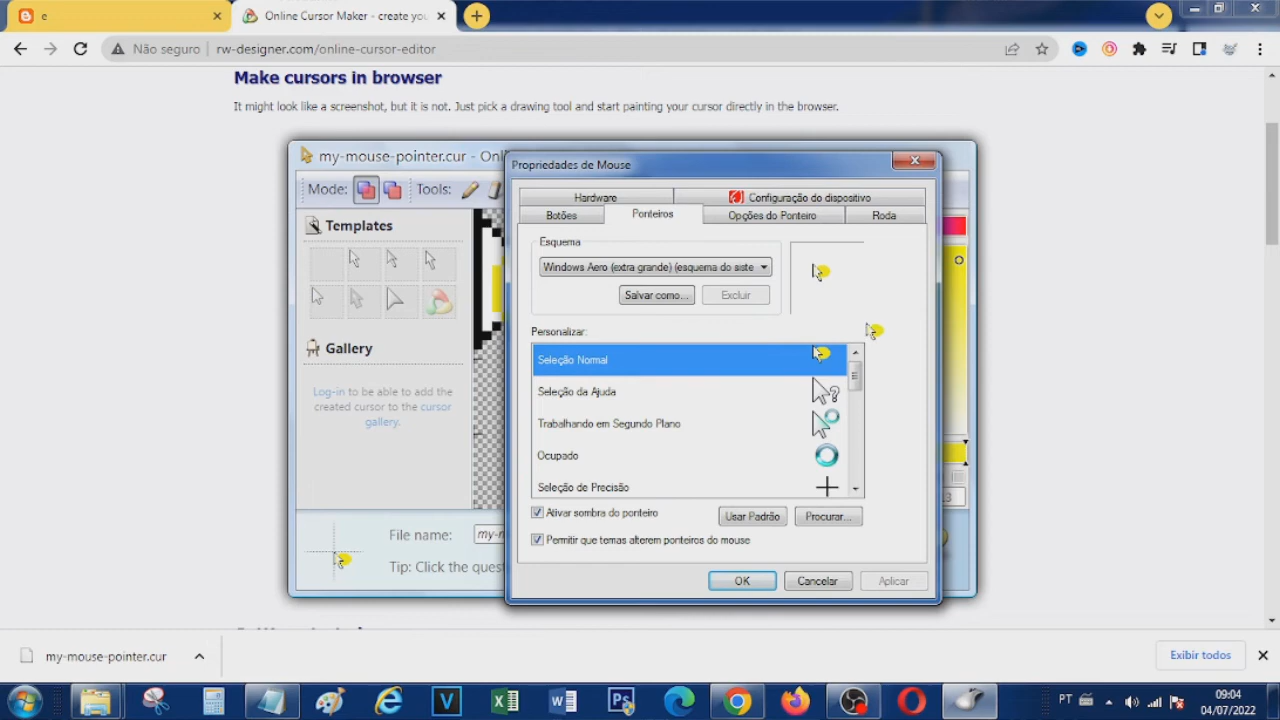 e
Online Cursor Maker - create you
Não seguro
rw-designer.com/online-cursor-editor
Make cursors in browser
It might look like a screenshot, but it is not. Just pick a drawing tool and start painting your cursor directly in the browser.
my-mouse-pointer.cur - Onl
Mode:
Tools:
Templates
Gallery
Log-in to be able to add the
created cursor to the cursor
gallery.
File name:
my-n
Tip: Click the quest
13
Propriedades de Mouse
Hardware
Configuração do dispositivo
Botões
Ponteiros
Opções do Ponteiro
Roda
Esquema
Windows Aero (extra grande) (esquema do siste
Salvar como...
Excluir
Personalizar:
Seleção Normal
Seleção da Ajuda
Trabalhando em Segundo Plano
Ocupado
Seleção de Precisão
Ativar sombra do ponteiro
Usar Padrão
Procurar...
Permitir que temas alterem ponteiros do mouse
OK
Cancelar
Aplicar
my-mouse-pointer.cur
Exibir todos
PT
09:04
04/07/2022